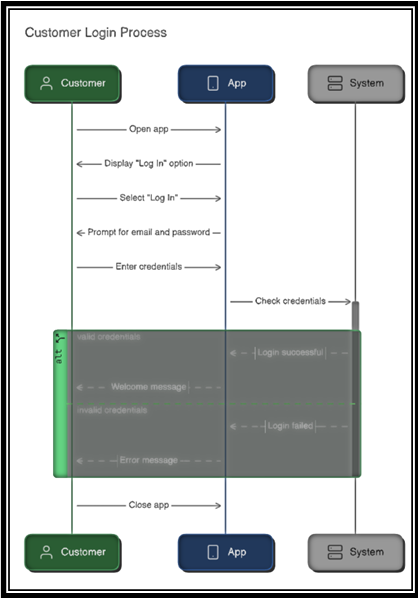 Customer Login Process
Customer App System
Open app
Display "Log In" option
Select "Log In"
Prompt for email and password
Enter credentials
Check credentials
alt
valid credentials
Login successful
Welcome message
invalid credentials
Login failed
Error message
Close app
Customer App System